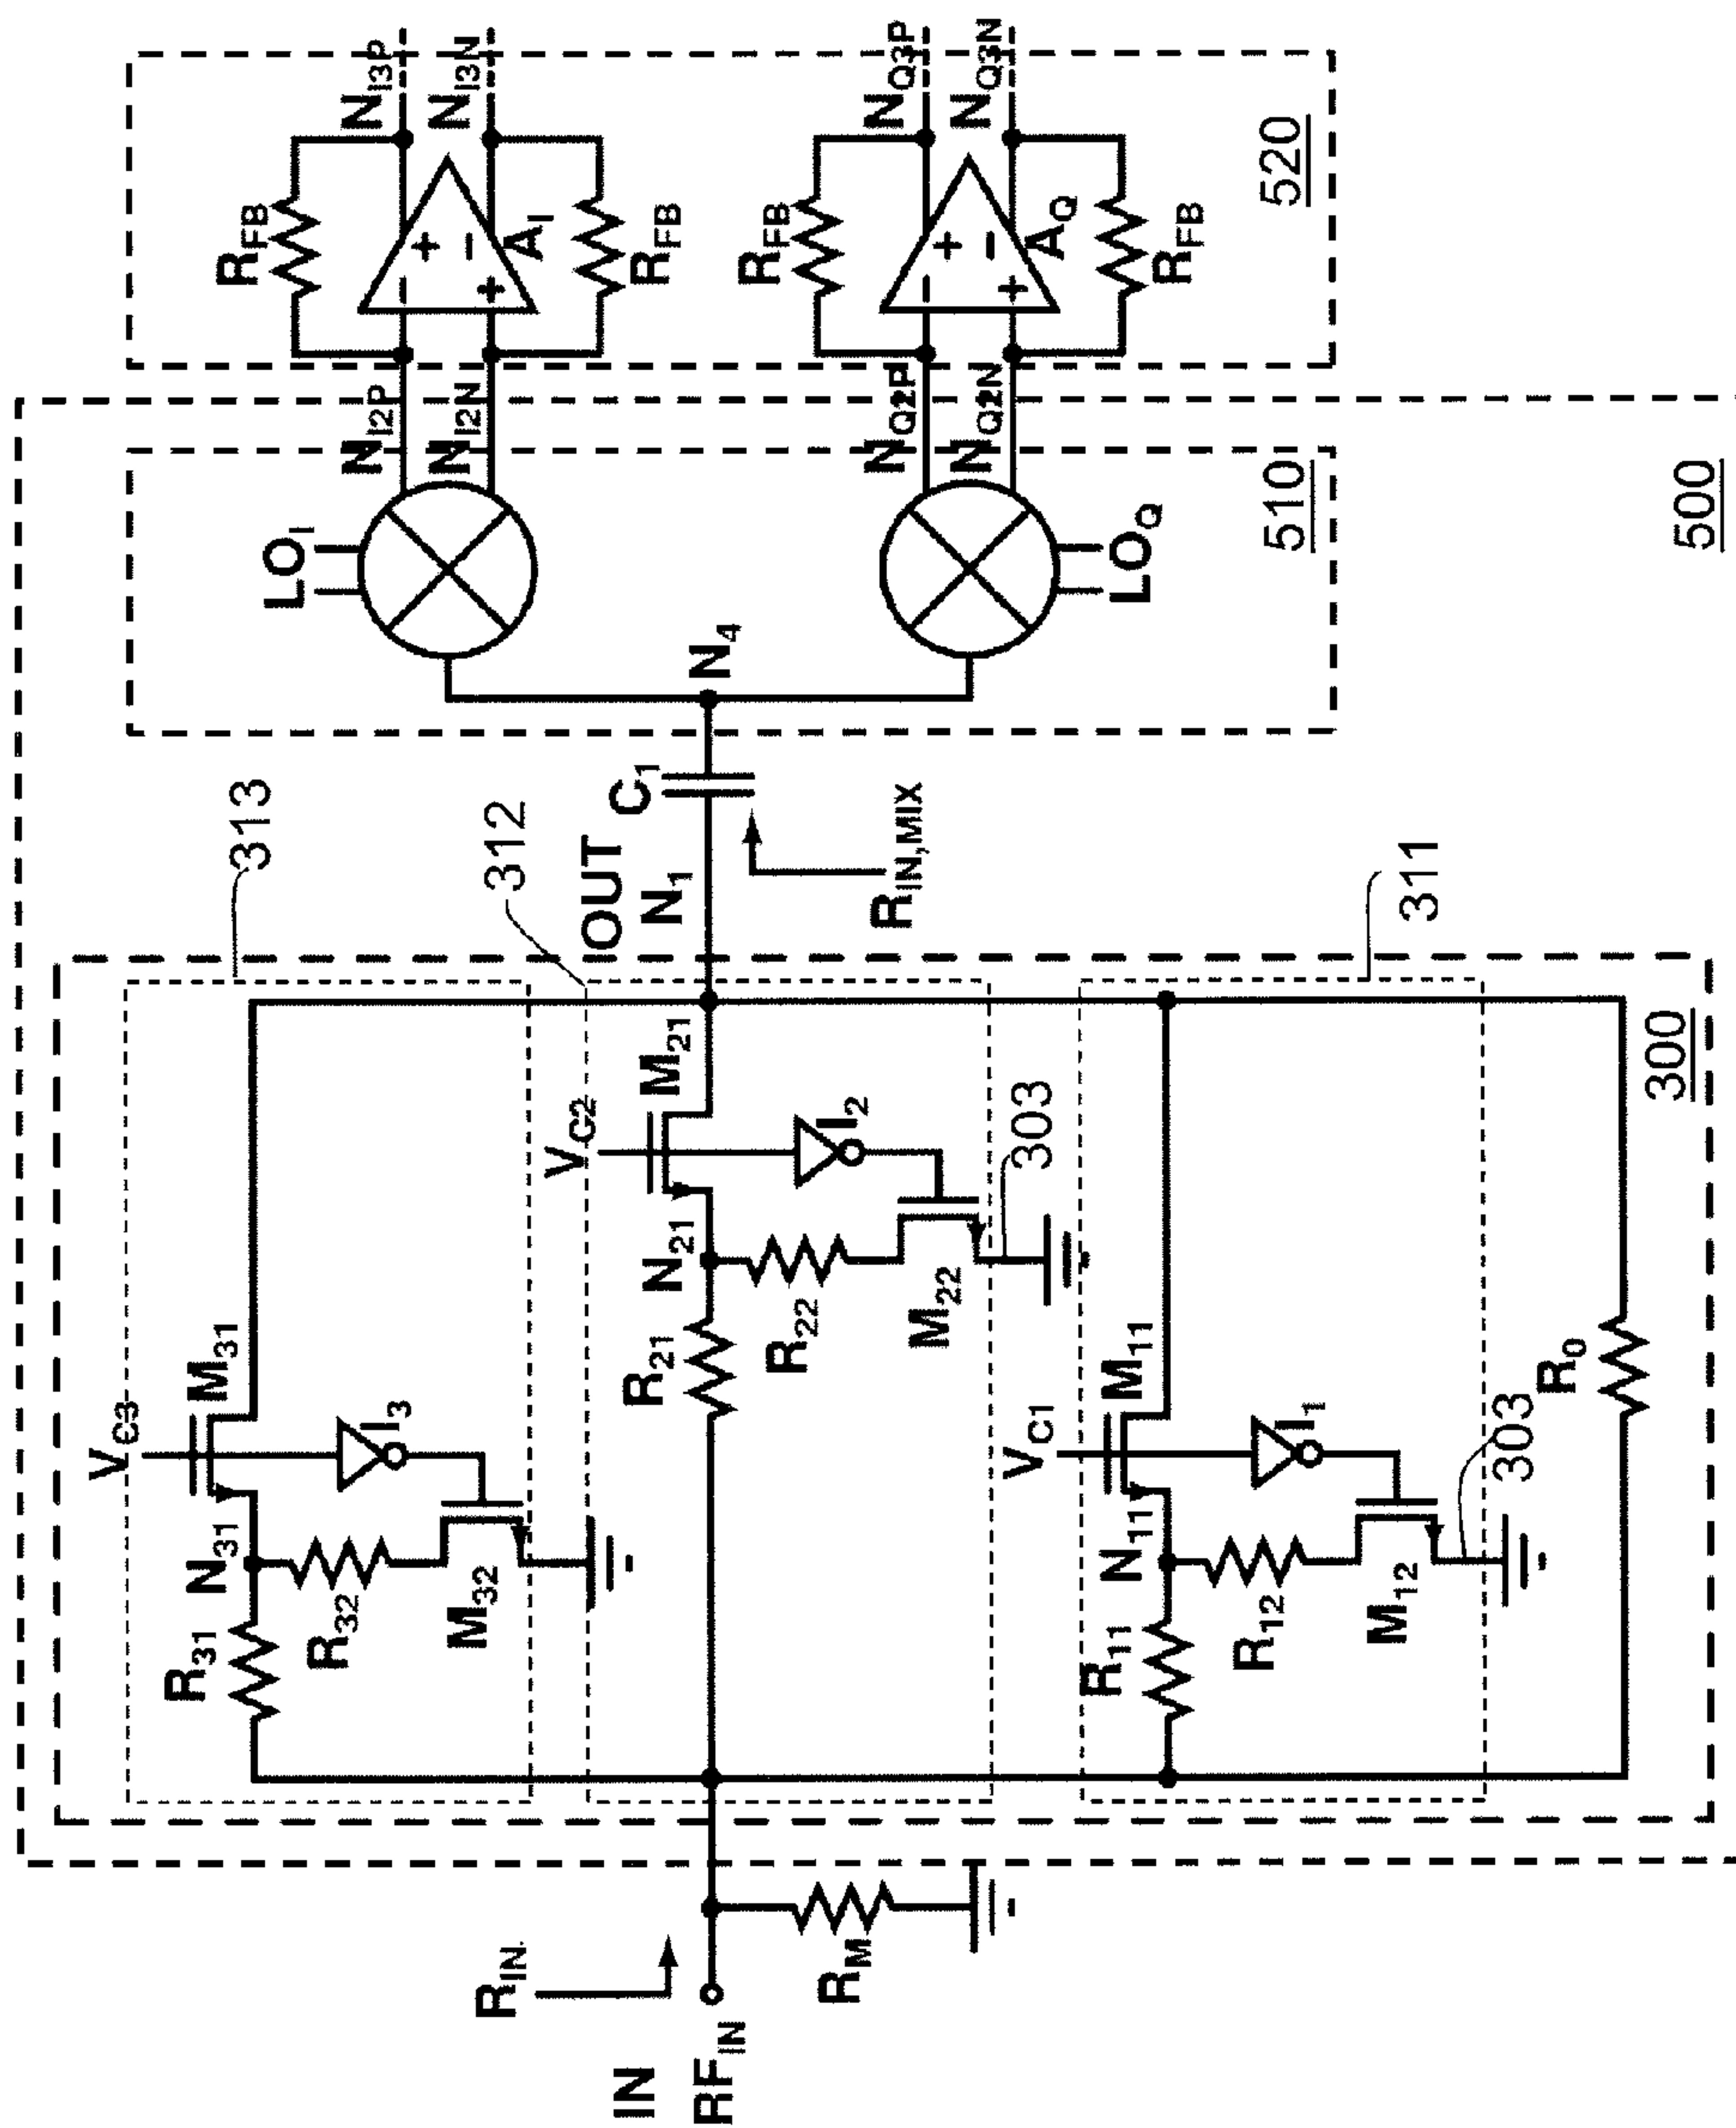 IN
RF_IN
R_IN
R_M
313
V_C3
M_31
N_31
R_31
I_3
R_32
M_32
312
V_C2
M_21
N_21
R_21
I_2
R_22
M_22
303
311
V_C1
M_11
N_11
R_11
I_1
R_12
M_12
303
R_0
300
OUT
N_1
C_1
R_IN,MIX
N_4
LO_I
LO_Q
N_I2P
N_I2N
N_Q2P
N_Q2N
510
R_FB
N_I3P
N_I3N
− +
+ −
A_I
R_FB
R_FB
N_Q3P
N_Q3N
− +
+ −
A_Q
R_FB
520
500